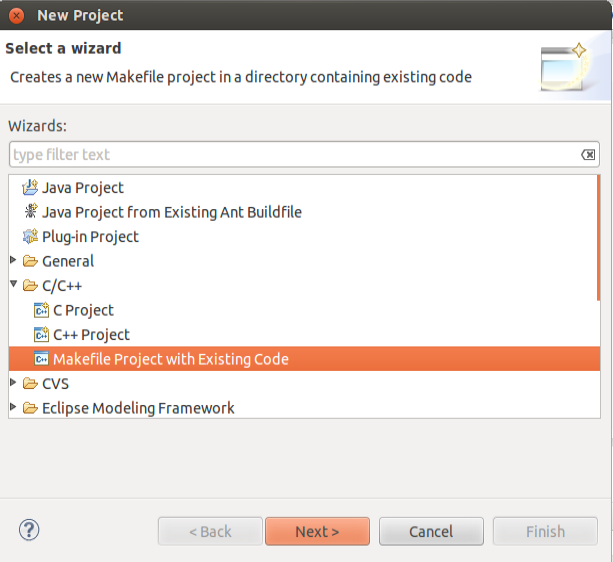 New Project
Select a wizard
Creates a new Makefile project in a directory containing existing code
Wizards:
type filter text
Java Project
Java Project from Existing Ant Buildfile
Plug-in Project
General
C/C++
C Project
C++ Project
Makefile Project with Existing Code
CVS
Eclipse Modeling Framework
? < Back Next > Cancel Finish